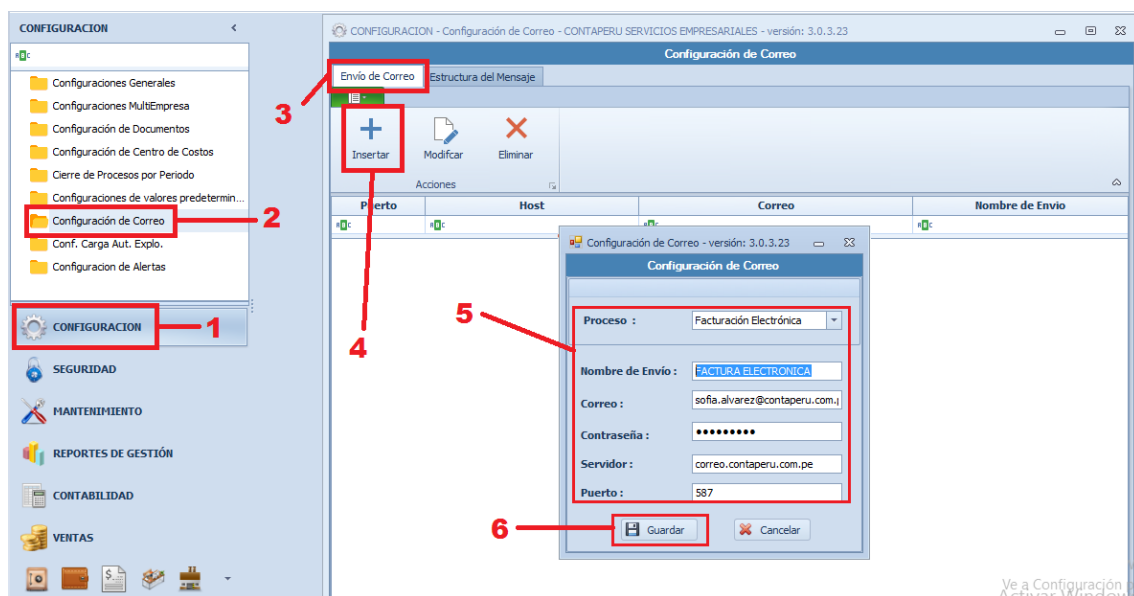 CONFIGURACION
CONFIGURACION - Configuración de Correo - CONTAPERU SERVICIOS EMPRESARIALES - versión: 3.0.3.23
Configuración de Correo
Envío de Correo
Estructura del Mensaje
Configuraciones Generales
Configuraciones MultiEmpresa
Configuración de Documentos
Configuración de Centro de Costos
Cierre de Procesos por Periodo
Configuraciones de valores predetermin...
Configuración de Correo
Conf. Carga Aut. Explo.
Configuracion de Alertas
3
2
Insertar
Modifcar
Eliminar
Acciones
Puerto
Host
Correo
Nombre de Envio
CONFIGURACION
1
SEGURIDAD
MANTENIMIENTO
REPORTES DE GESTIÓN
CONTABILIDAD
VENTAS
4
5
Configuración de Correo - versión: 3.0.3.23
Configuración de Correo
Proceso :
Facturación Electrónica
Nombre de Envío :
FACTURA ELECTRONICA
Correo :
sofia.alvarez@contaperu.com.p
Contraseña :
•••••••••
Servidor :
correo.contaperu.com.pe
Puerto :
587
6
Guardar
Cancelar
Ve a Configuración